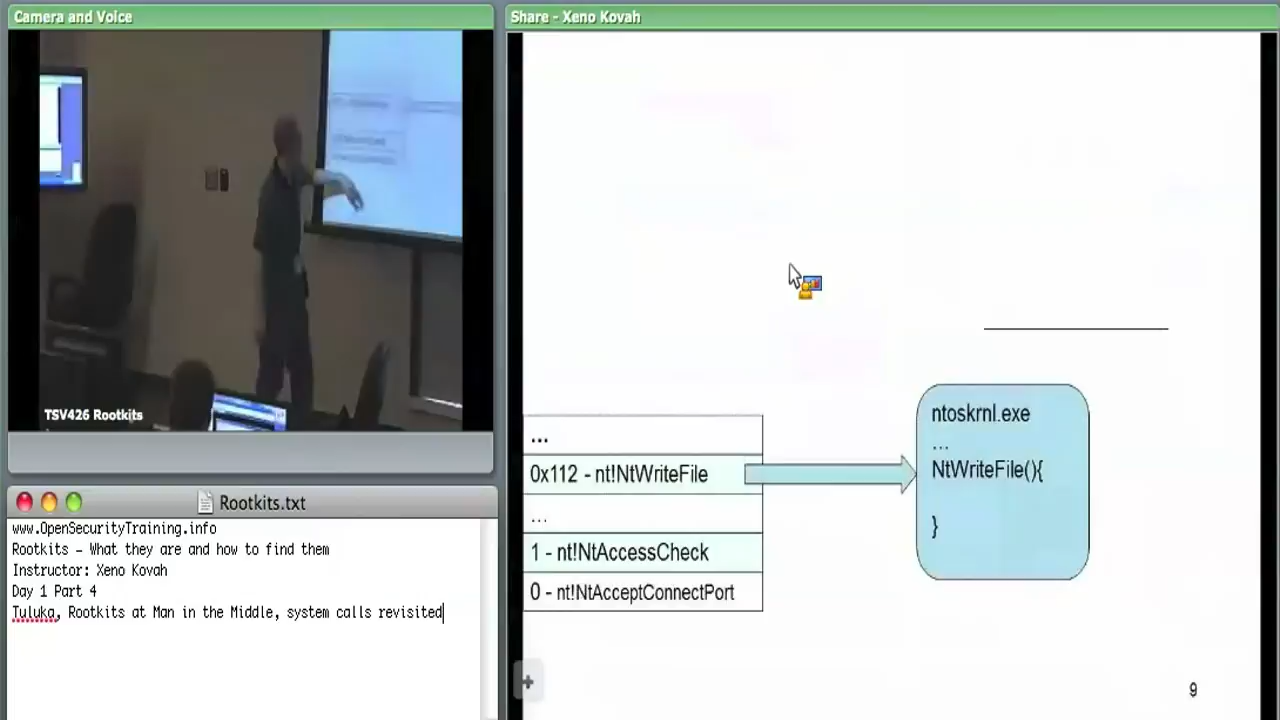 Camera and Voice
TSV426 Rootkits
Rootkits.txt
www.OpenSecurityTraining.info
Rootkits – What they are and how to find them
Instructor: Xeno Kovah
Day 1 Part 4
Tuluka, Rootkits at Man in the Middle, system calls revisited
Share - Xeno Kovah
...
0x112 - nt!NtWriteFile
...
1 - nt!NtAccessCheck
0 - nt!NtAcceptConnectPort
ntoskrnl.exe
...
NtWriteFile(){
}
9